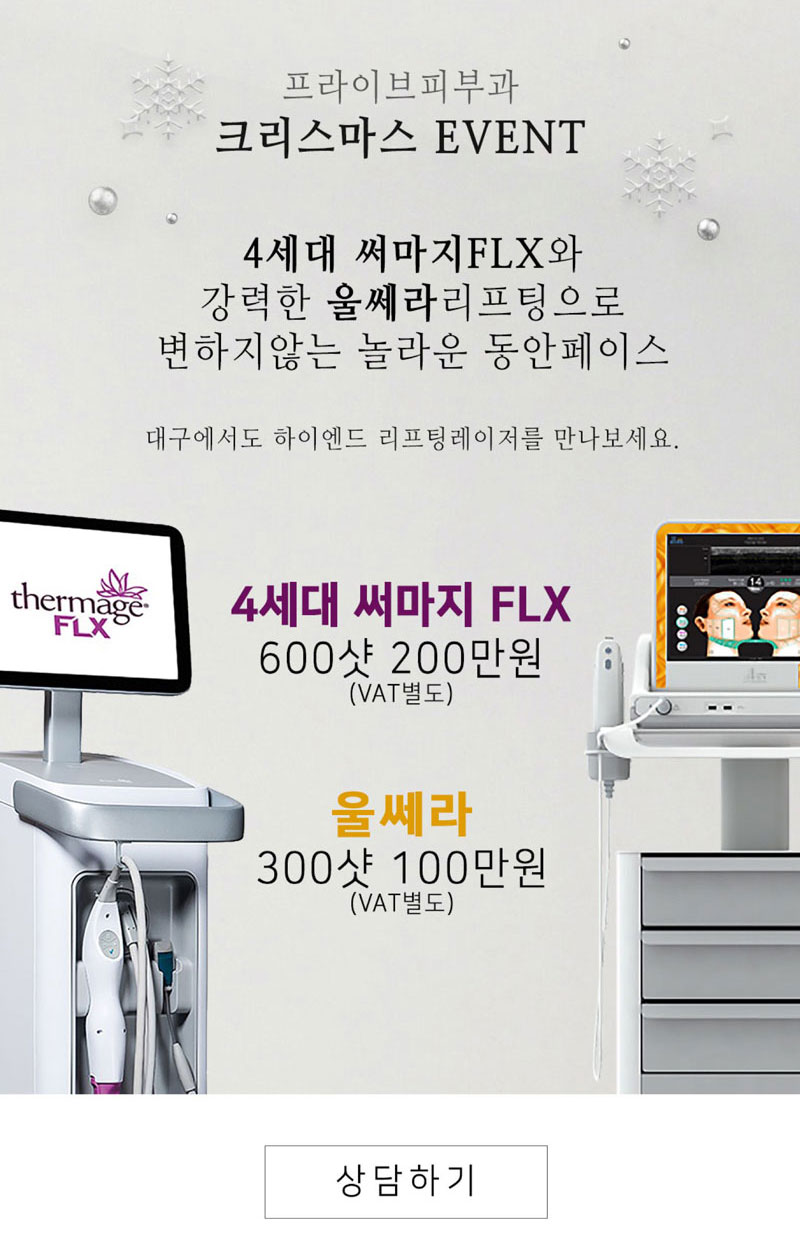 프라이브피부과
크리스마스 EVENT
4세대 써마지FLX와
강력한 울쎄라리프팅으로
변하지않는 놀라운 동안페이스
대구에서도 하이엔드 리프팅레이저를 만나보세요.
thermage®
FLX
4세대 써마지 FLX
600샷 200만원
(VAT별도)
14
울쎄라
300샷 100만원
(VAT별도)
상담하기